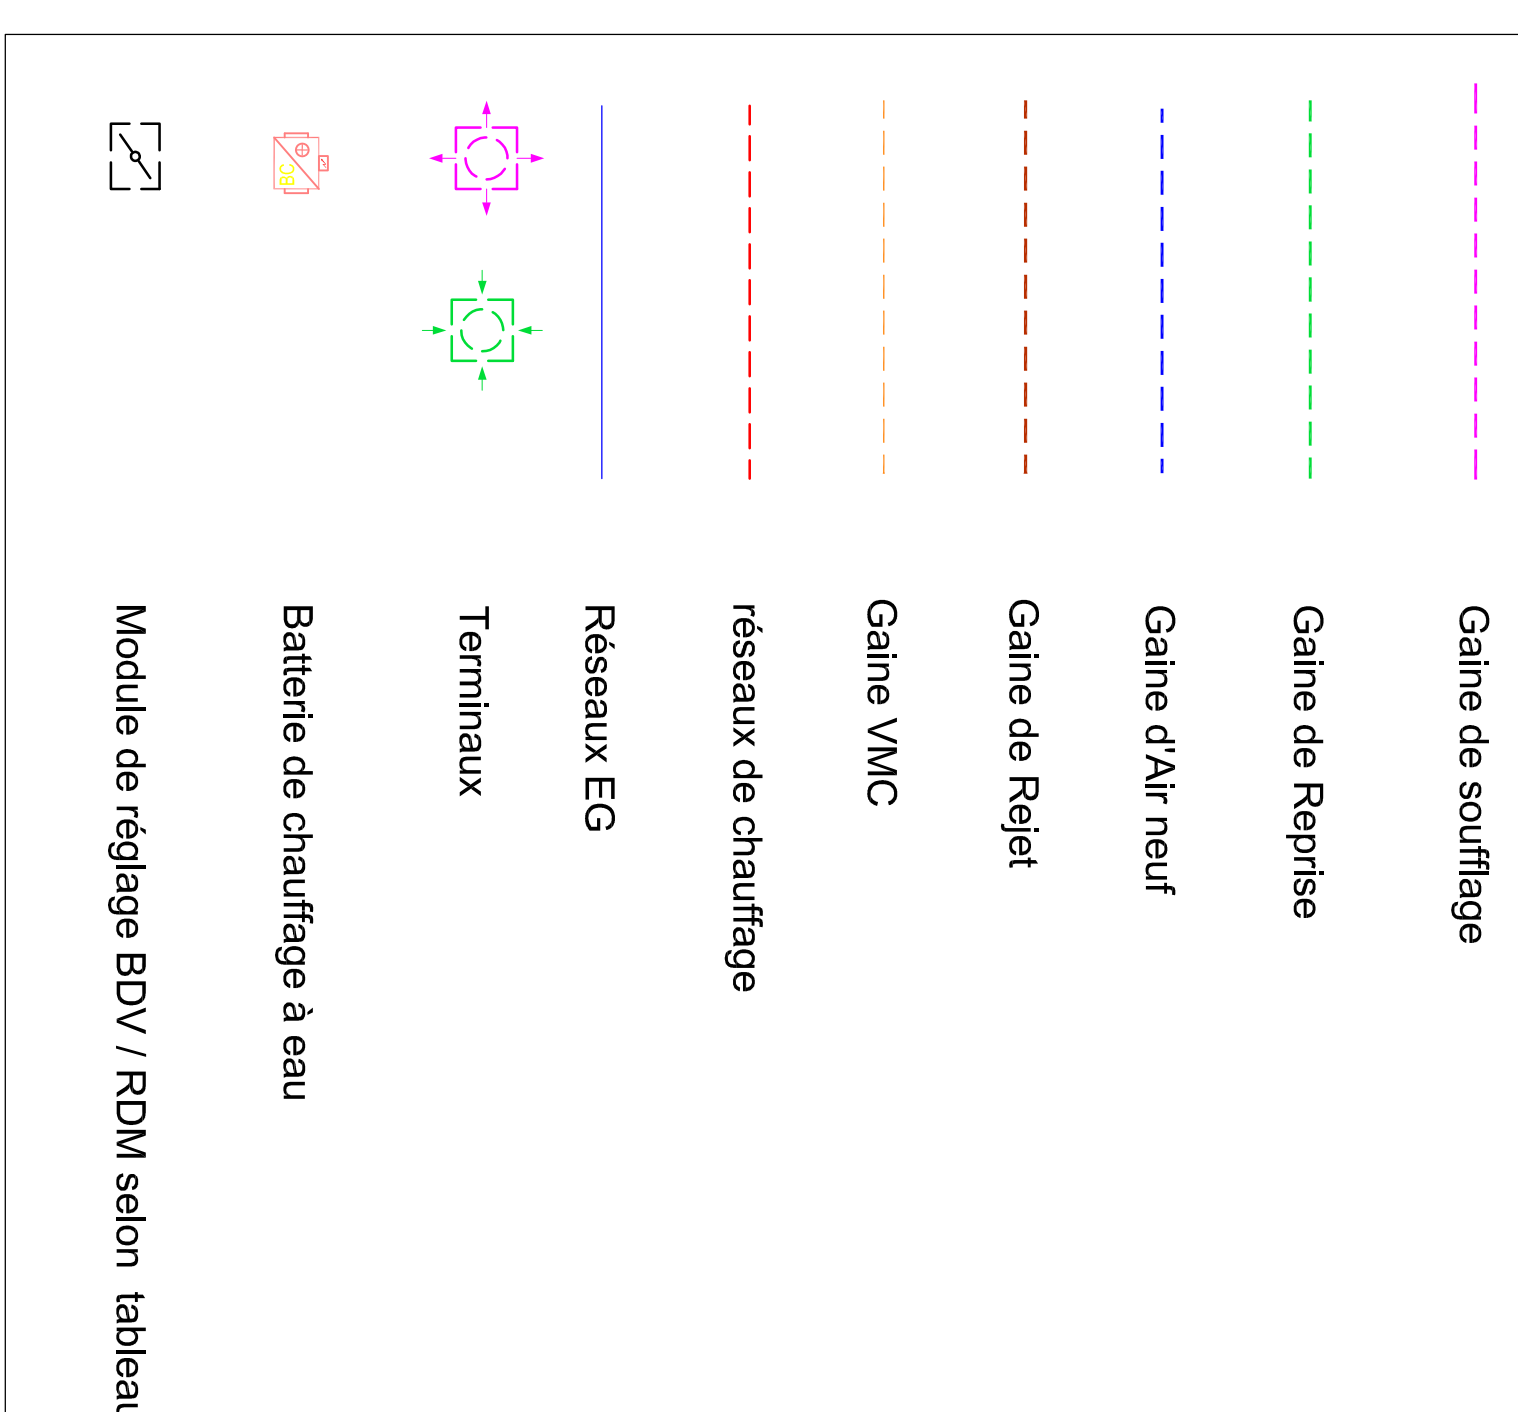 Gaine de soufflage
Gaine de Reprise
Gaine d'Air neuf
Gaine de Rejet
Gaine VMC
réseaux de chauffage
Réseaux EG
Terminaux
BC
Batterie de chauffage à eau
Module de réglage BDV / RDM selon tableau